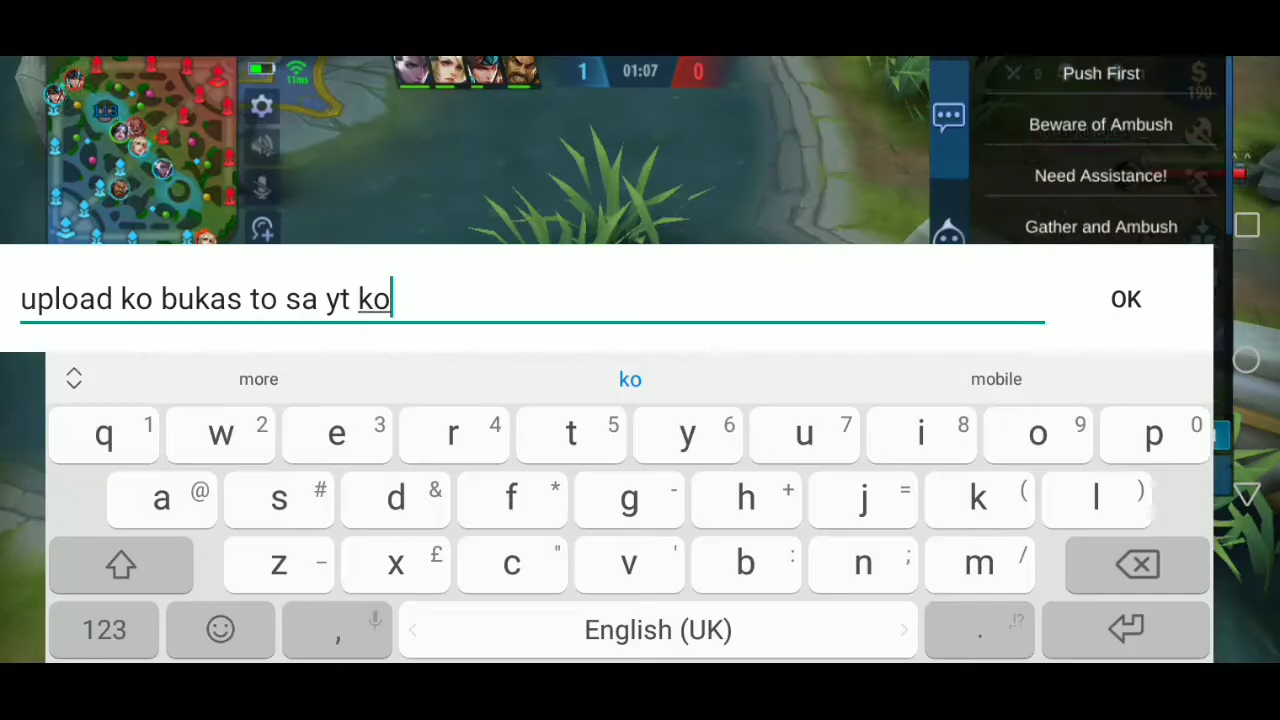 11ms
1 01:07 0
Push First
190
Beware of Ambush
Need Assistance!
Gather and Ambush
upload ko bukas to sa yt ko
OK
more ko mobile
q 1 w 2 e 3 r 4 t 5 y 6 u 7 i 8 o 9 p 0
a @ s # d & f * g - h + j = k ( l )
z _ x £ c " v ' b : n ; m /
123 , English (UK) . ,!?